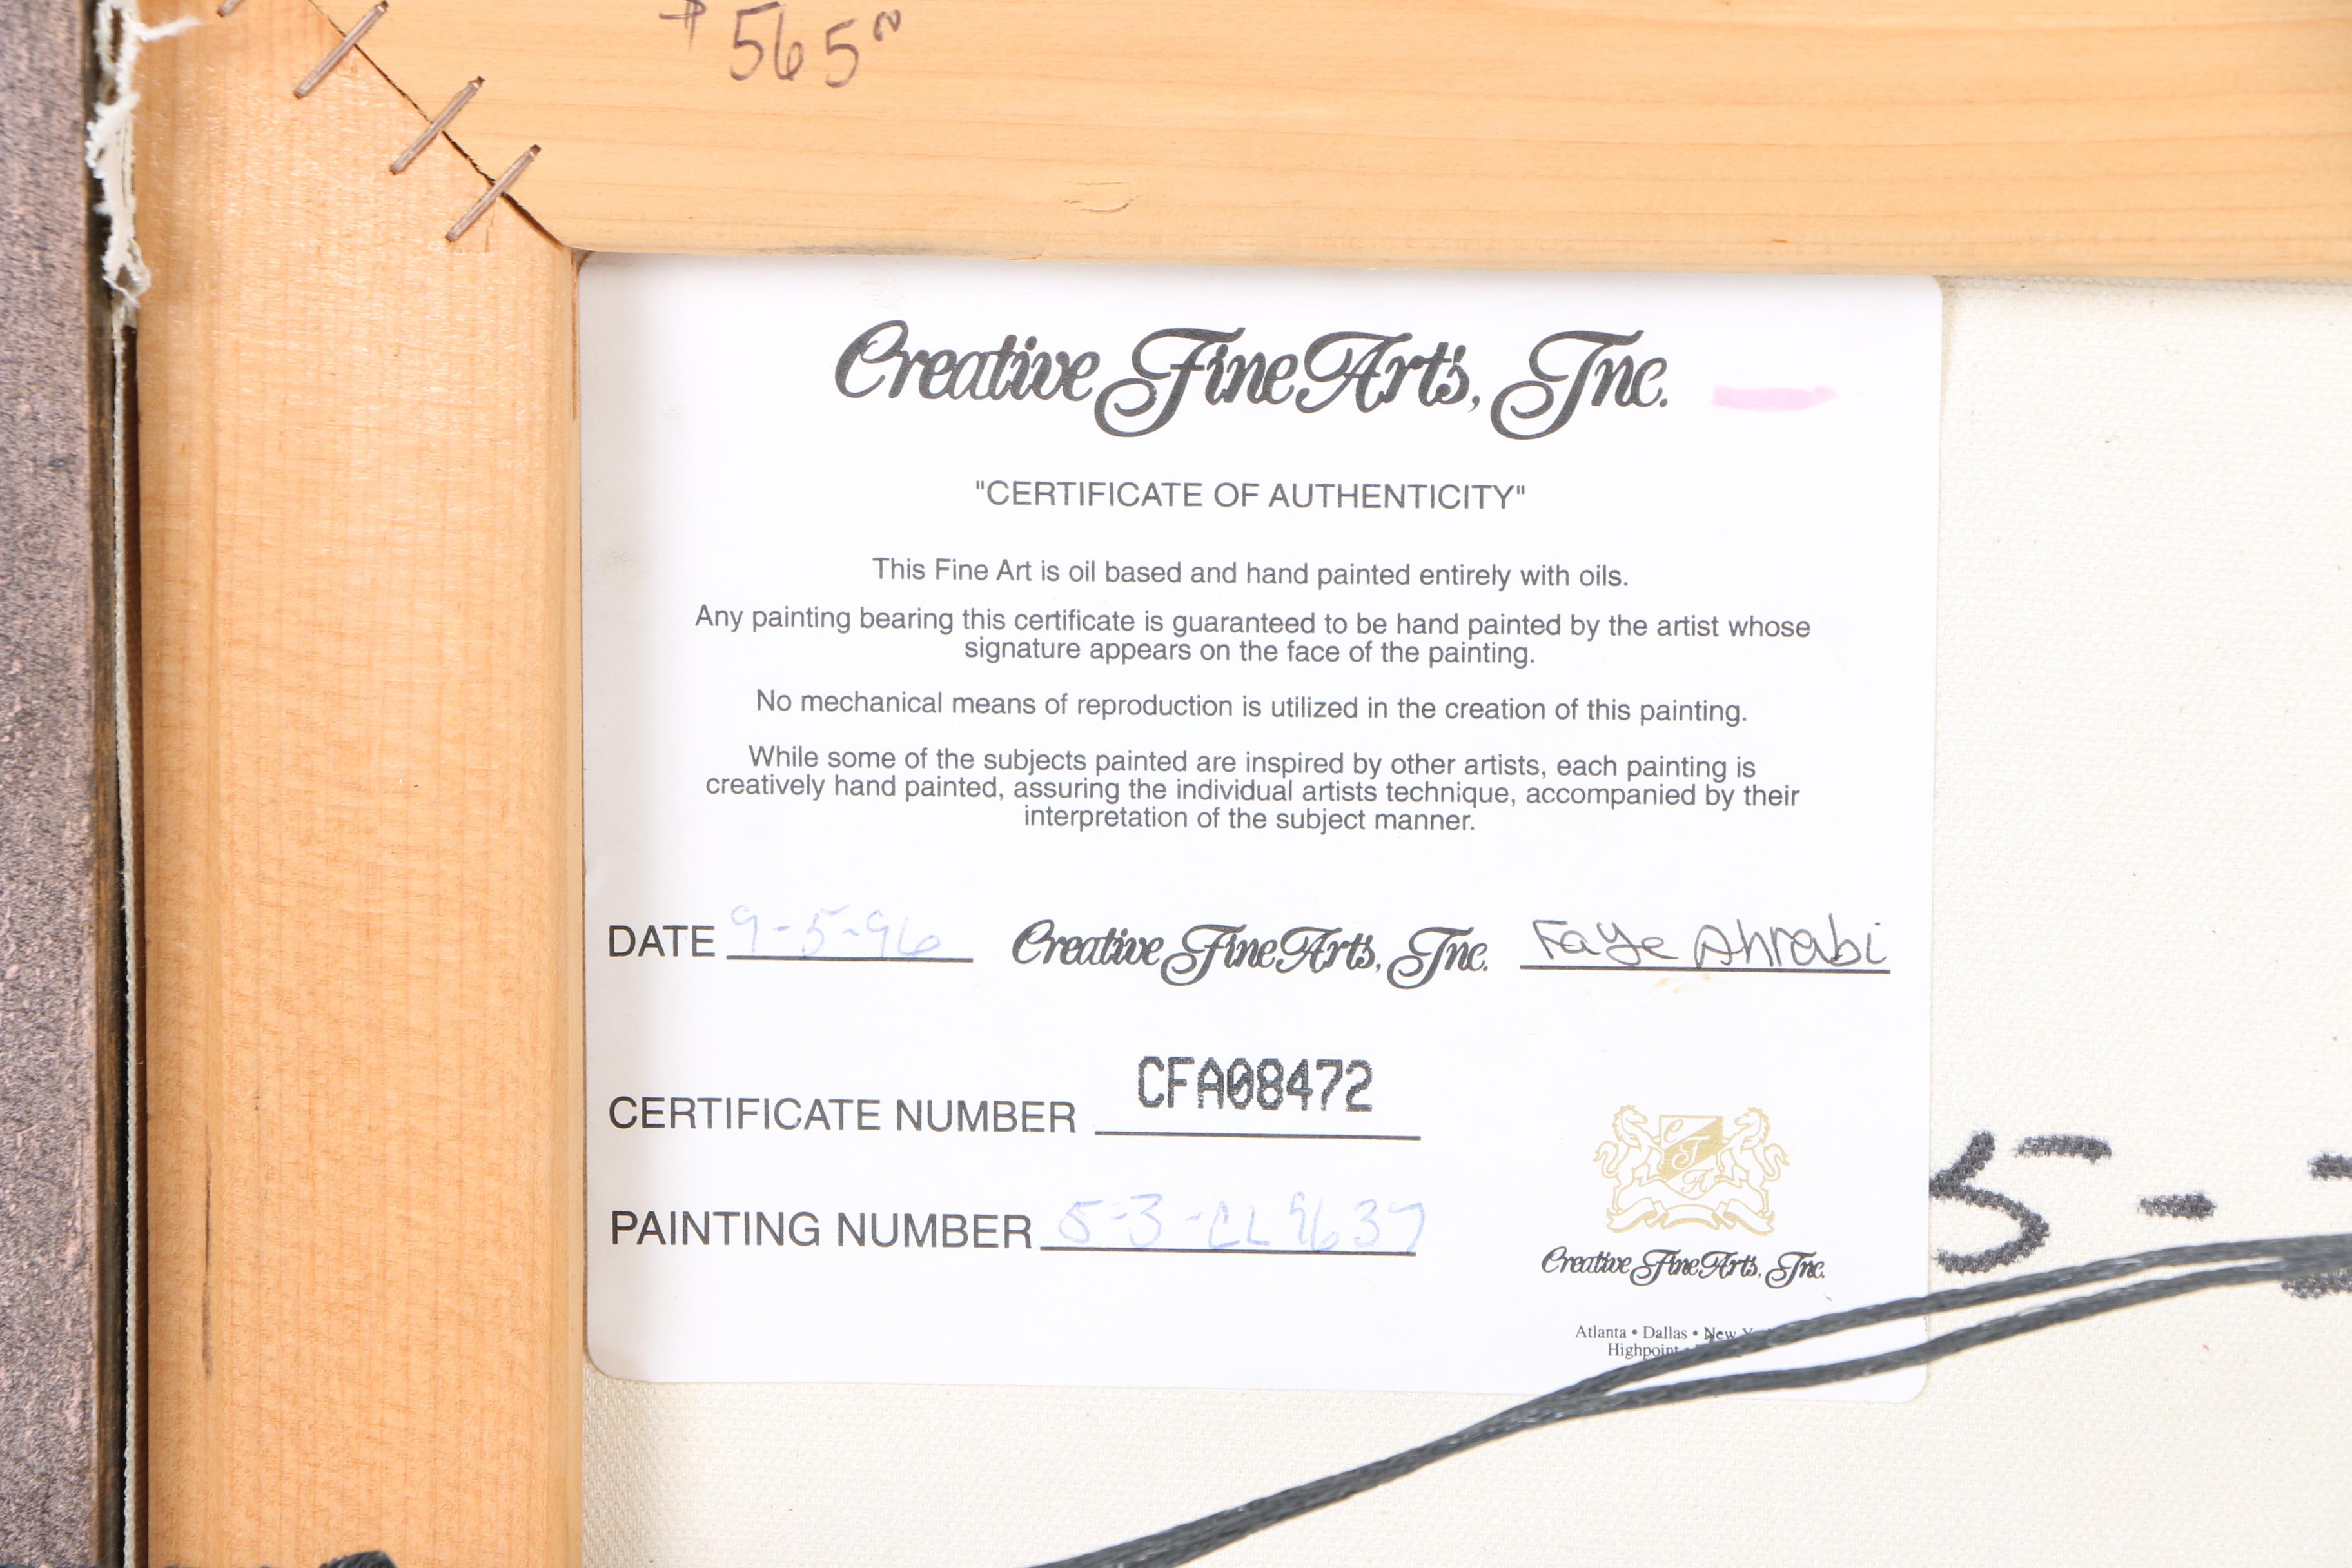 $565
Creative Fine Arts, Inc.
"CERTIFICATE OF AUTHENTICITY"
This Fine Art is oil based and hand painted entirely with oils.
Any painting bearing this certificate is guaranteed to be hand painted by the artist whose
signature appears on the face of the painting.
No mechanical means of reproduction is utilized in the creation of this painting.
While some of the subjects painted are inspired by other artists, each painting is
creatively hand painted, assuring the individual artists technique, accompanied by their
interpretation of the subject manner.
DATE 9-5-96 Creative Fine Arts, Inc. Faye Ahrabi
CERTIFICATE NUMBER CFA08472
PAINTING NUMBER 5-3-CL9637
CFA
Creative Fine Arts, Inc.
5-
Atlanta • Dallas • New
Highpoint •